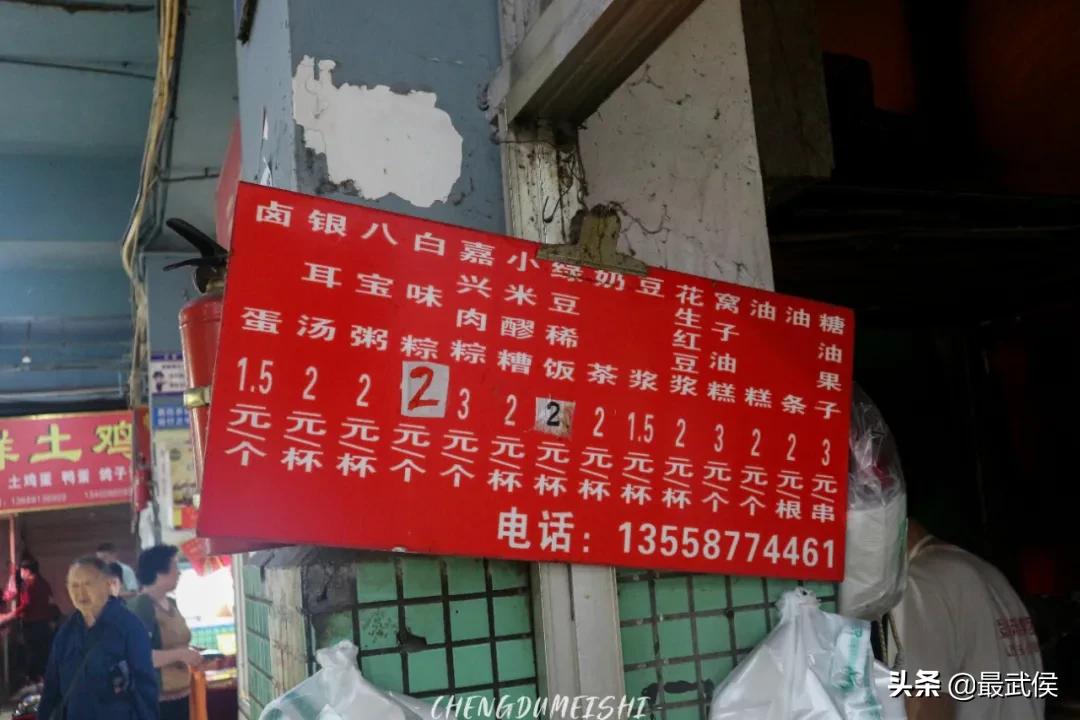 卤蛋 1.5元/个
银耳汤 2元/杯
八宝粥 2元/杯
白味粽 2元/个
嘉兴肉粽 3元/个
小米醪糟 2元/杯
绿豆稀饭 2元/杯
奶茶 2元/杯
豆浆 1.5元/杯
花生红豆浆 2元/杯
窝子油糕 3元/个
油糕 2元/个
油条 2元/根
糖油果子 3元/串
电话：13558774461
土鸡
土鸡蛋 鸭蛋 鸽子
CHENGDUMEISHI
头条 @最武侯